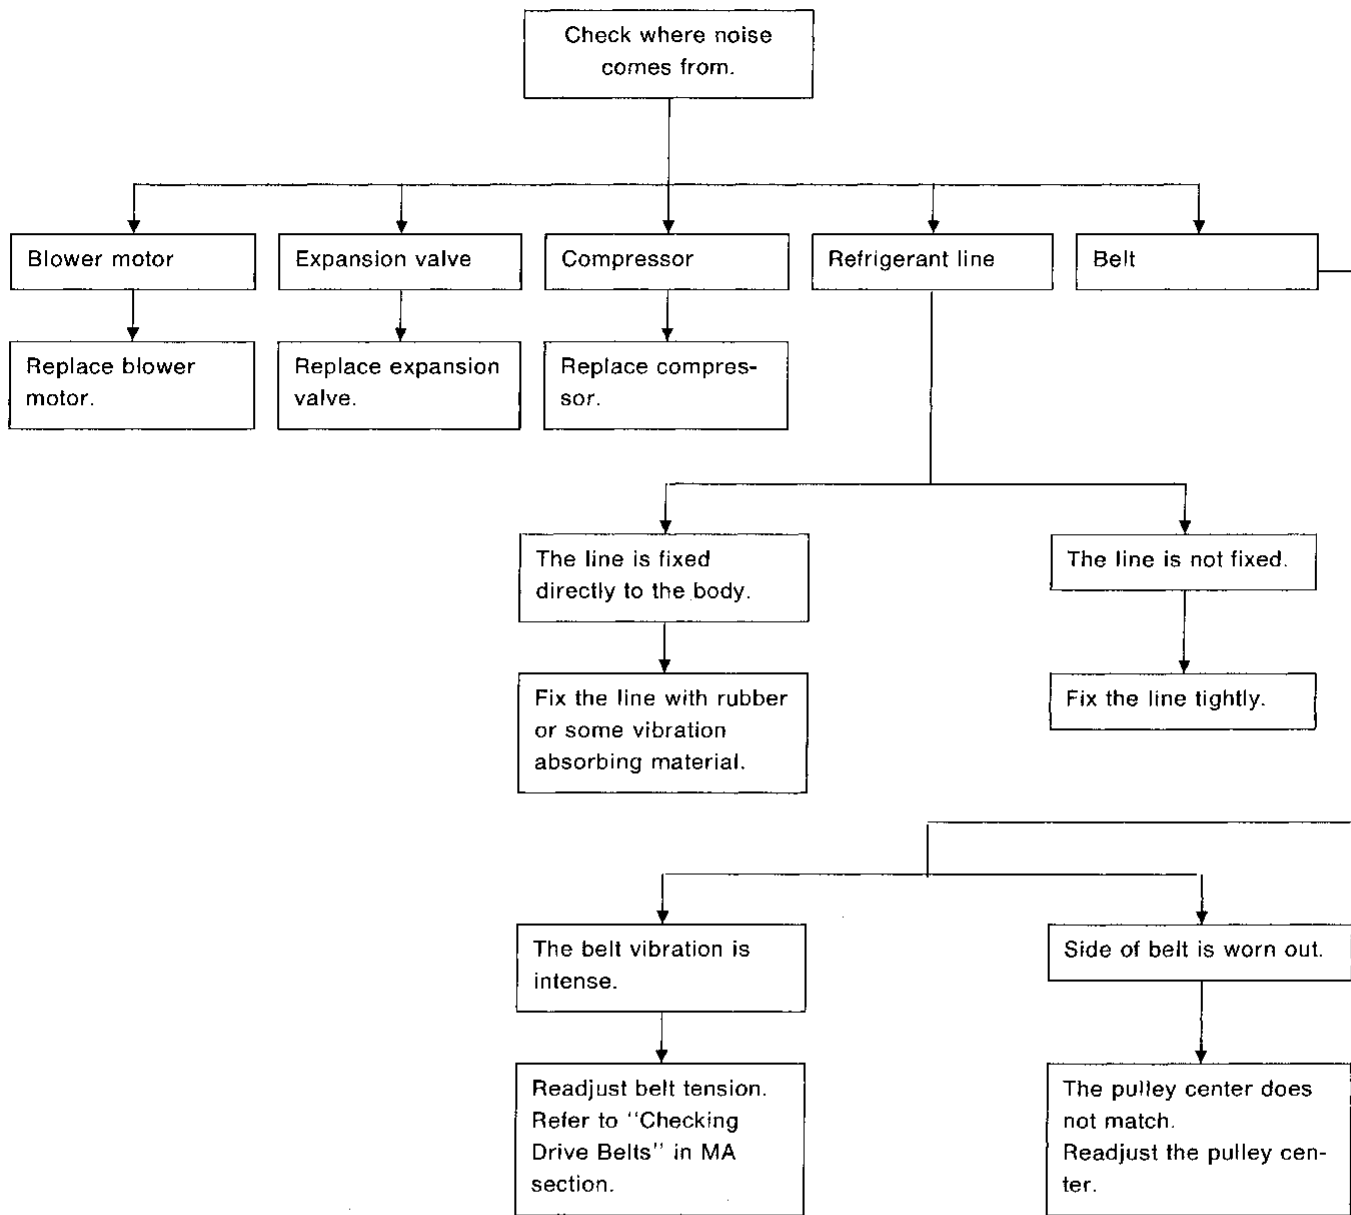 Check where noise
comes from.
Blower motor
Expansion valve
Compressor
Refrigerant line
Belt
Replace blower
motor.
Replace expansion
valve.
Replace compres-
sor.
The line is fixed
directly to the body.
The line is not fixed.
Fix the line with rubber
or some vibration
absorbing material.
Fix the line tightly.
The belt vibration is
intense.
Side of belt is worn out.
Readjust belt tension.
Refer to "Checking
Drive Belts" in MA
section.
The pulley center does
not match.
Readjust the pulley cen-
ter.